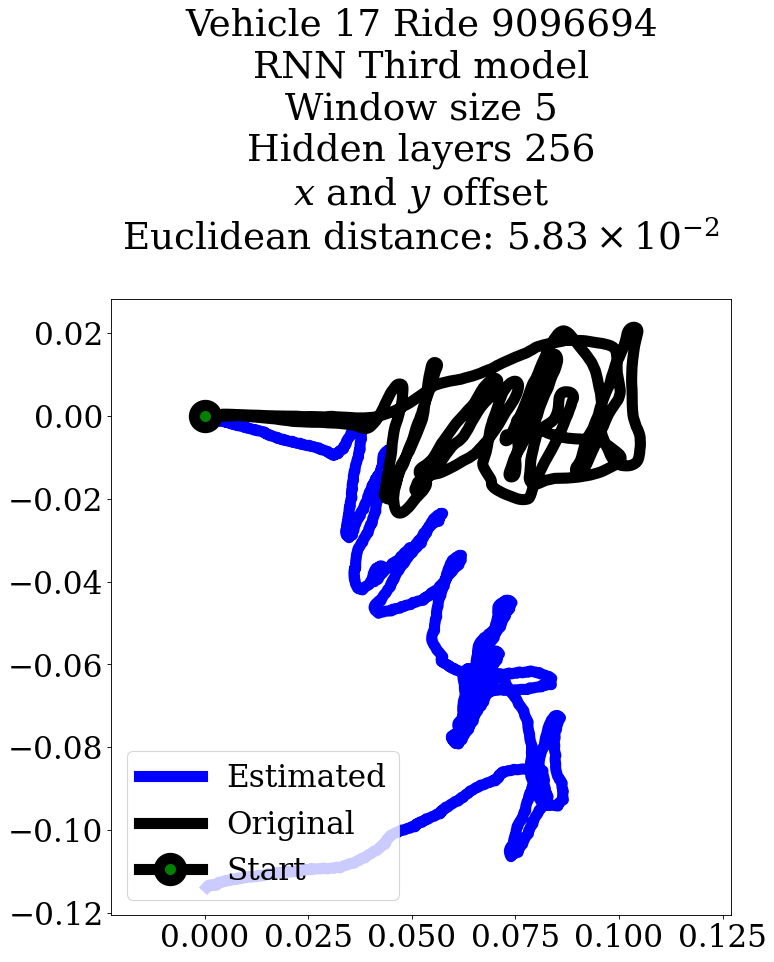 Vehicle 17 Ride 9096694
RNN Third model
Window size 5
Hidden layers 256
x and y offset
Euclidean distance: 5.83 × 10⁻²
0.02
0.00
−0.02
−0.04
−0.06
−0.08
−0.10
−0.12
Estimated
Original
Start
0.000 0.025 0.050 0.075 0.100 0.125